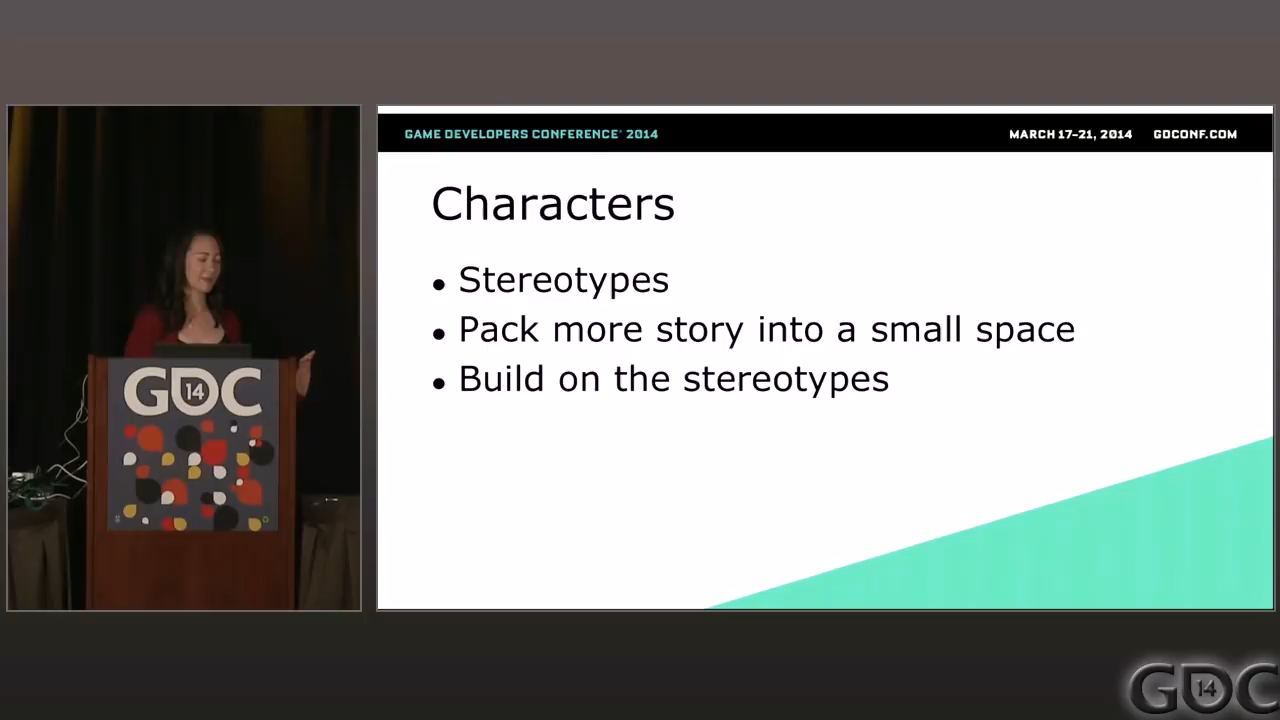 GAME DEVELOPERS CONFERENCE® 2014
MARCH 17-21, 2014 GDCONF.COM
Characters
• Stereotypes
• Pack more story into a small space
• Build on the stereotypes
GDC 14
GDC 14